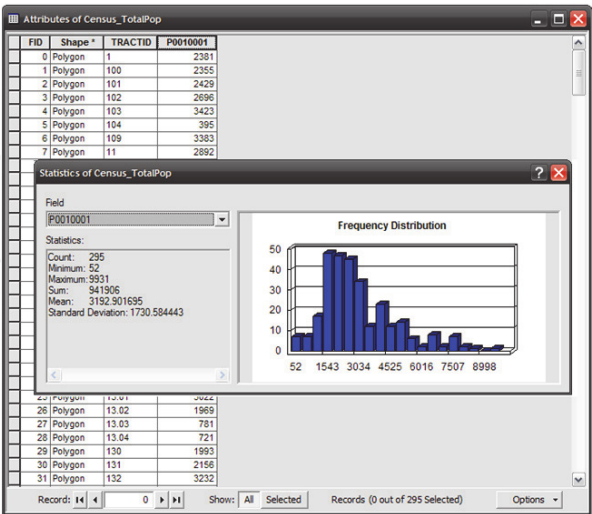 Attributes of Census_TotalPop
FID Shape * TRACTID P0010001
0 Polygon 1 2381
1 Polygon 100 2355
2 Polygon 101 2429
3 Polygon 102 2696
4 Polygon 103 3423
5 Polygon 104 395
6 Polygon 109 3383
7 Polygon 11 2892
Statistics of Census_TotalPop
Field
P0010001
Statistics:
Count: 295
Minimum: 52
Maximum: 9931
Sum: 941906
Mean: 3192.901695
Standard Deviation: 1730.584443
Frequency Distribution
50
40
30
20
10
0
52 1543 3034 4525 6016 7507 8998
25 Polygon 13.01 3022
26 Polygon 13.02 1969
27 Polygon 13.03 781
28 Polygon 13.04 721
29 Polygon 130 1993
30 Polygon 131 2156
31 Polygon 132 3232
Record: 0 Show: All Selected Records (0 out of 295 Selected) Options